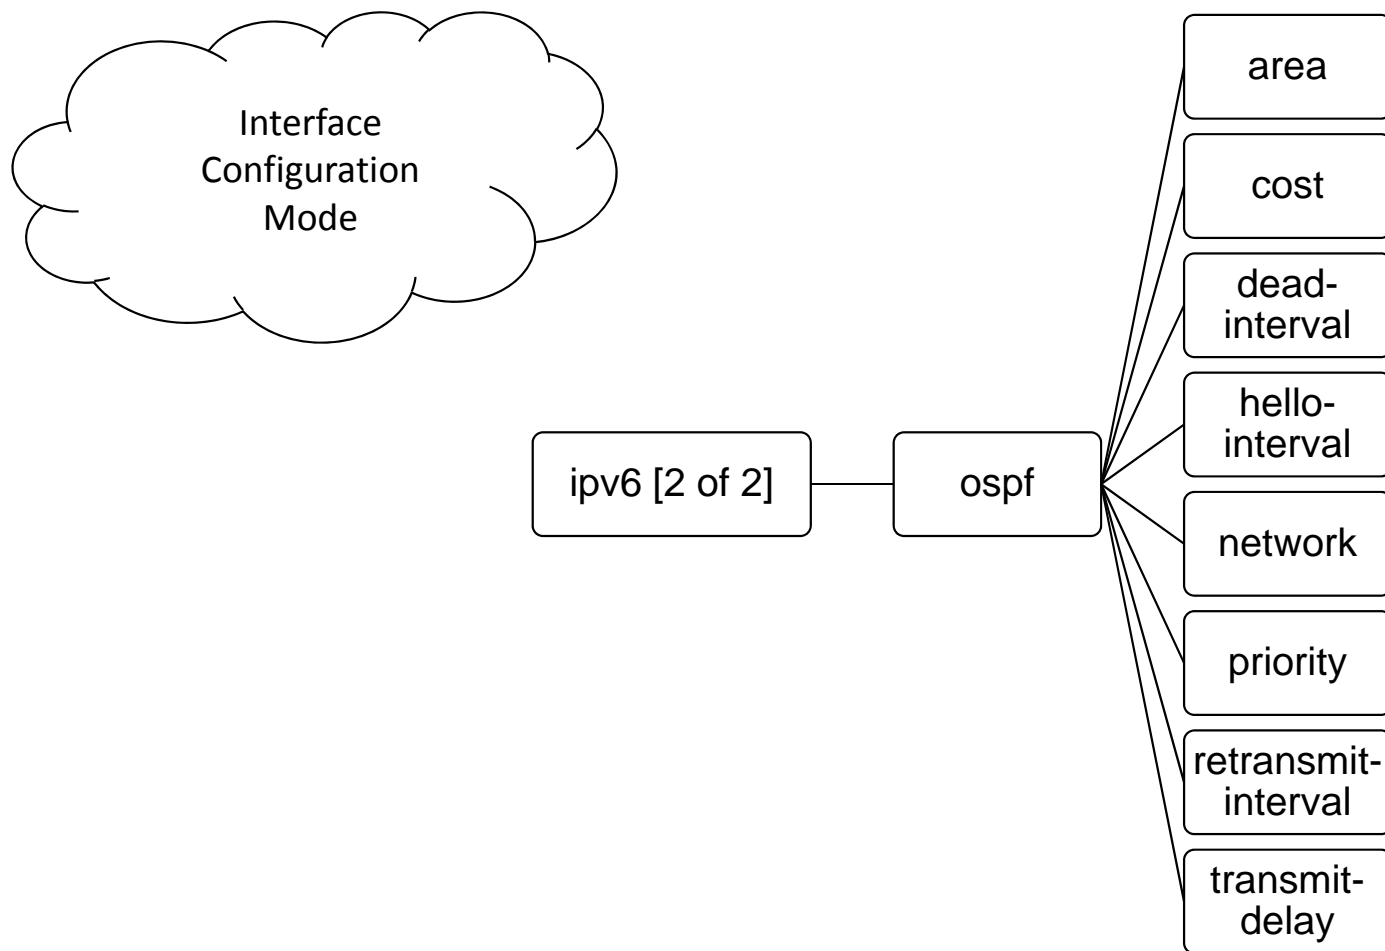 Interface
Configuration
Mode
ipv6 [2 of 2]
ospf
area
cost
dead-
interval
hello-
interval
network
priority
retransmit-
interval
transmit-
delay